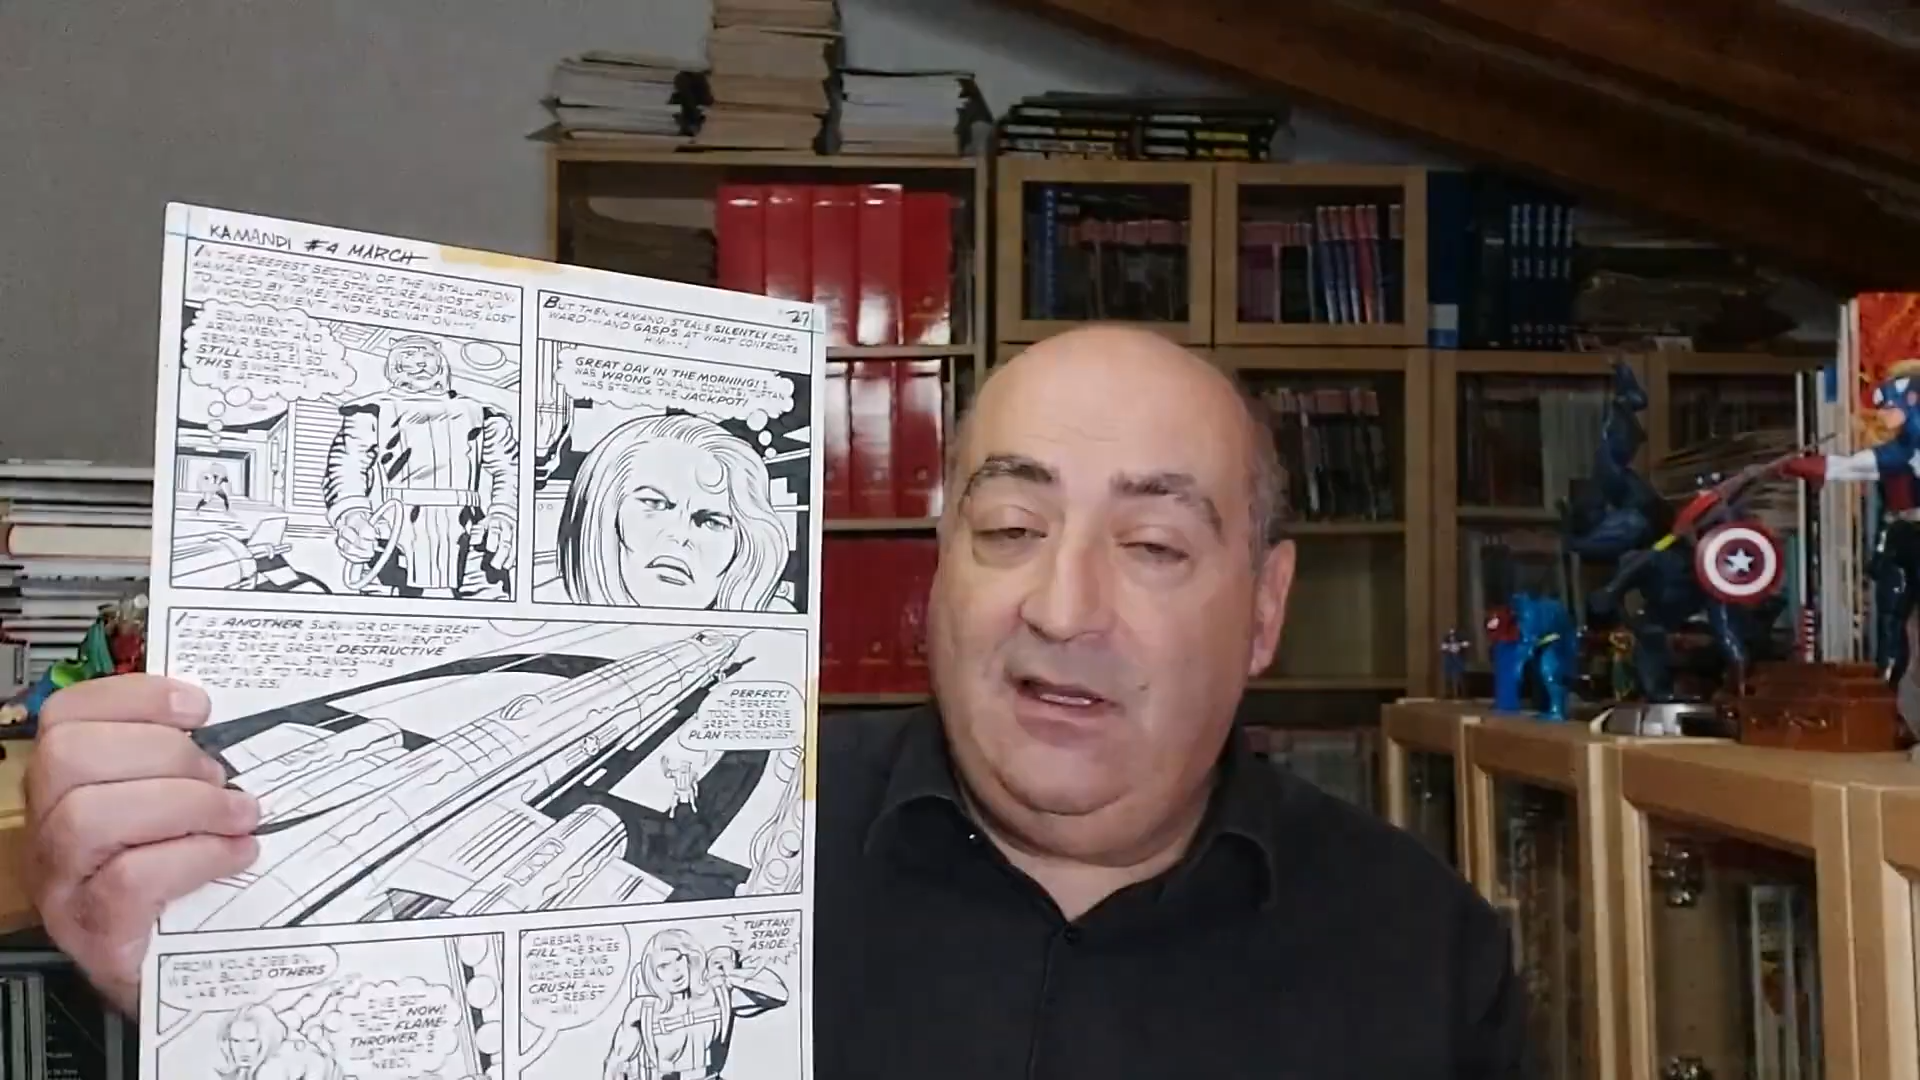 KAMANDI #4 MARCH
27
IN THE DEEPEST SECTION OF THE INSTALLATION,
KAMANDI FINDS THE STRUCTURE ALMOST UN-
TOUCHED BY TIME! THERE, TUFTAN STANDS, LOST
IN WONDERMENT AND FASCINATION---
EQUIPMENT--
ARMAMENT AND
REPAIR SHOPS! ALL
STILL USABLE! SO
THIS IS WHAT TUFTAN
IS AFTER---!
BUT THEN KAMANDI STEALS SILENTLY FOR-
WARD---AND GASPS AT WHAT CONFRONTS
HIM---!
GREAT DAY IN THE MORNING! I
WAS WRONG ON ALL COUNTS! TUFTAN
HAS STRUCK THE JACKPOT!
IT IS ANOTHER SURVIVOR OF THE GREAT
DISASTER!---A GIANT TESTAMENT OF
MAN'S ONCE GREAT DESTRUCTIVE
POWER! IT STILL STANDS---AS
IF WAITING TO TAKE TO
THE SKIES!
PERFECT!
THE PERFECT
TOOL TO SERVE
GREAT CAESAR'S
PLAN FOR CONQUEST.
FROM YOUR DESIGN,
WE'LL BUILD OTHERS
LIKE YOU!
I'VE GOT
NOW!
THAT FLAME-
THROWER IS
JUST WHAT I
NEED!
CAESAR WILL
FILL THE SKIES
WITH FLYING
MACHINES AND
CRUSH ALL
WHO RESIST
HIM!
TUFTAN!
STAND
ASIDE!